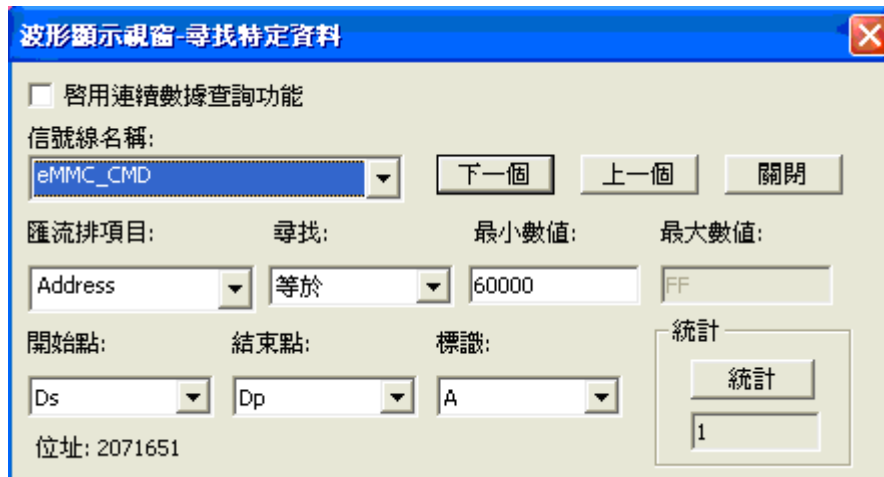 波形顯示視窗-尋找特定資料
啓用連續數據查詢功能
信號線名稱:
eMMC_CMD 下一個 上一個 關閉
匯流排項目: 尋找: 最小數值: 最大數值:
Address 等於 60000 FF
開始點: 結束點: 標識: 統計
Ds Dp A 統計
位址: 2071651 1